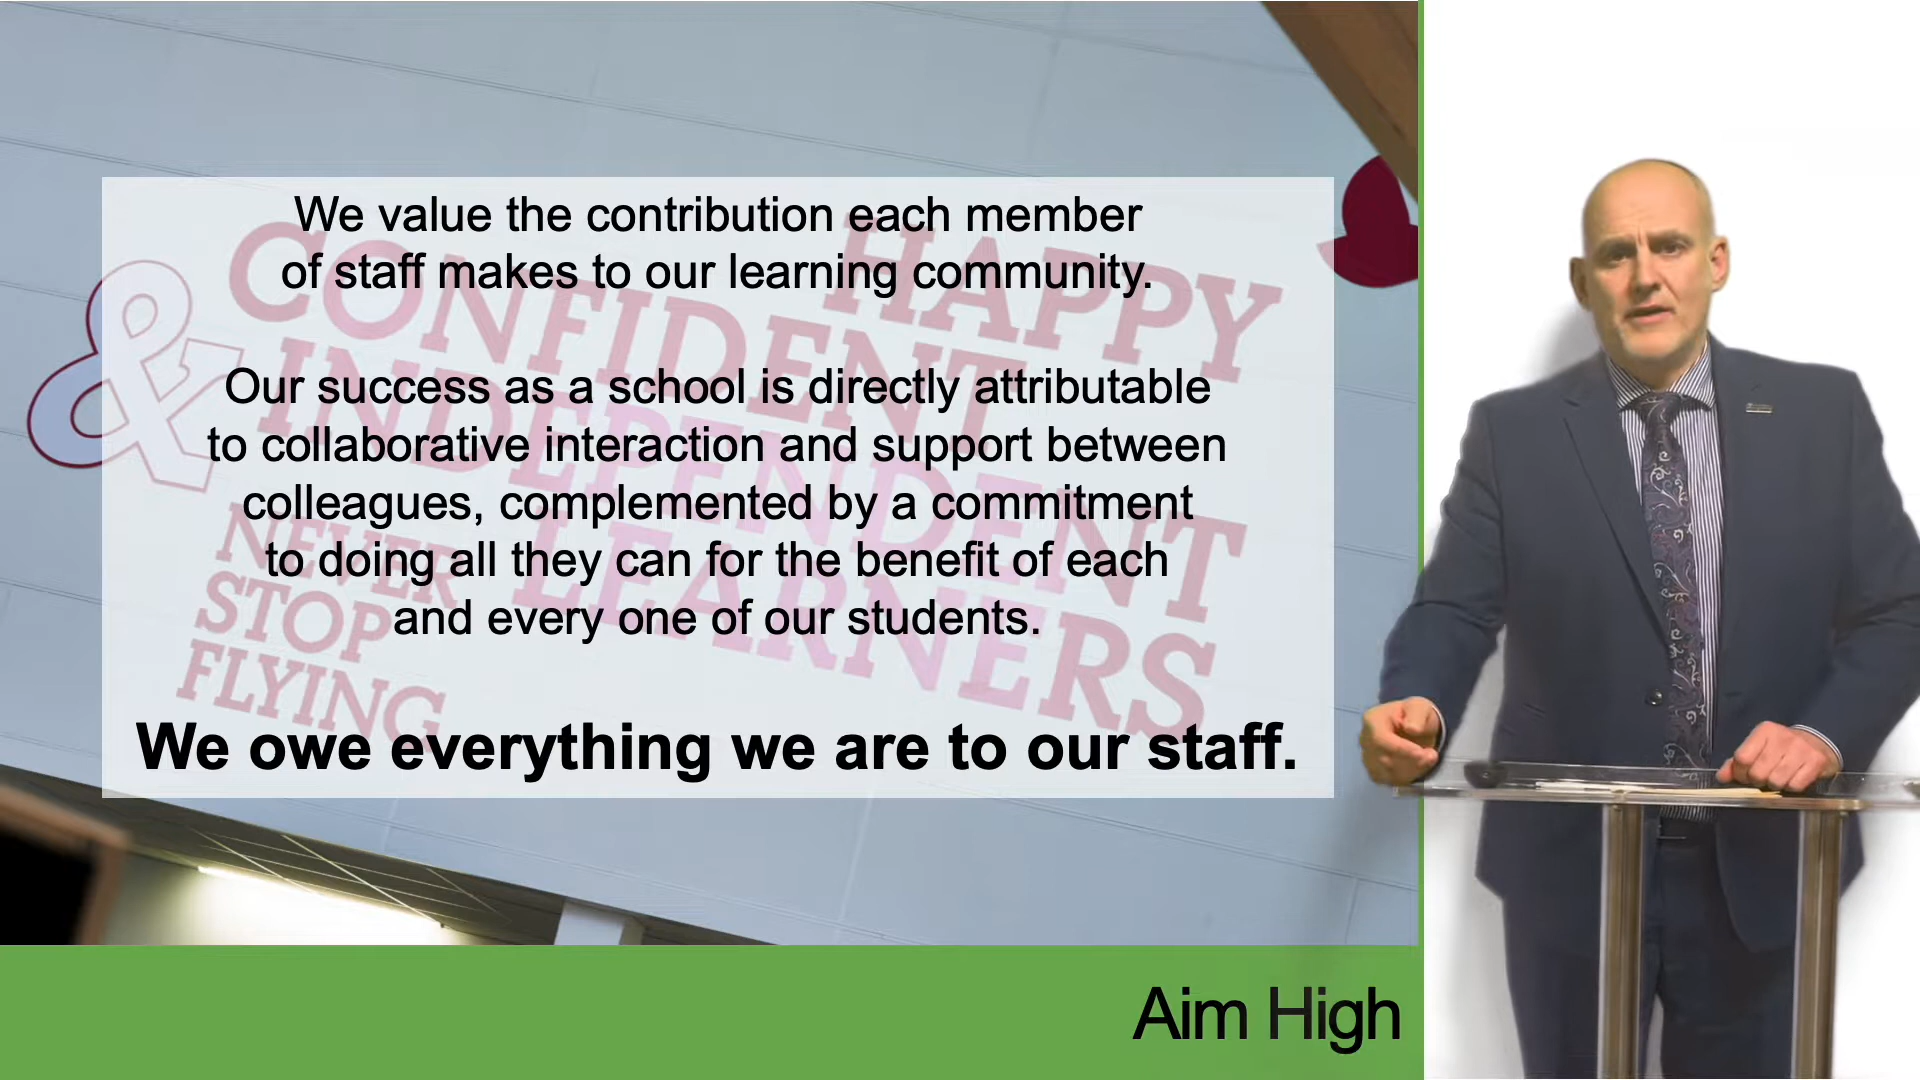 We value the contribution each member
of staff makes to our learning community.
Our success as a school is directly attributable
to collaborative interaction and support between
colleagues, complemented by a commitment
to doing all they can for the benefit of each
and every one of our students.
We owe everything we are to our staff.
&
HAPPY
CONFIDENT
INDEPENDENT
LEARNERS
NEVER
STOP
FLYING
Aim High